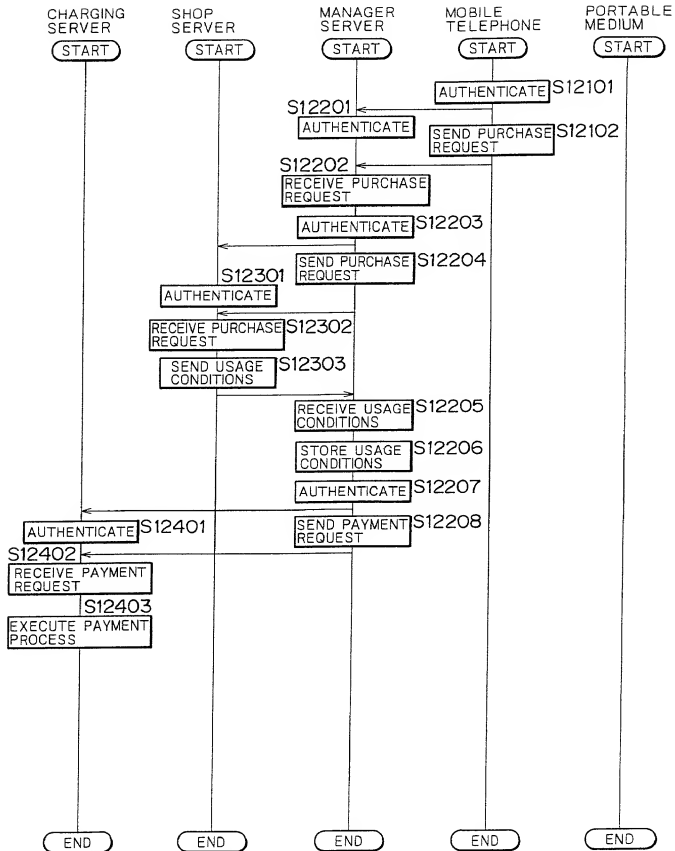 CHARGING
SERVER
SHOP
SERVER
MANAGER
SERVER
MOBILE
TELEPHONE
PORTABLE
MEDIUM
START
START
START
START
START
AUTHENTICATE
S12101
S12201
AUTHENTICATE
SEND PURCHASE
REQUEST
S12102
S12202
RECEIVE PURCHASE
REQUEST
AUTHENTICATE
S12203
SEND PURCHASE
REQUEST
S12204
S12301
AUTHENTICATE
RECEIVE PURCHASE
REQUEST
S12302
SEND USAGE
CONDITIONS
S12303
RECEIVE USAGE
CONDITIONS
S12205
STORE USAGE
CONDITIONS
S12206
AUTHENTICATE
S12207
SEND PAYMENT
REQUEST
S12208
AUTHENTICATE
S12401
S12402
RECEIVE PAYMENT
REQUEST
S12403
EXECUTE PAYMENT
PROCESS
END
END
END
END
END